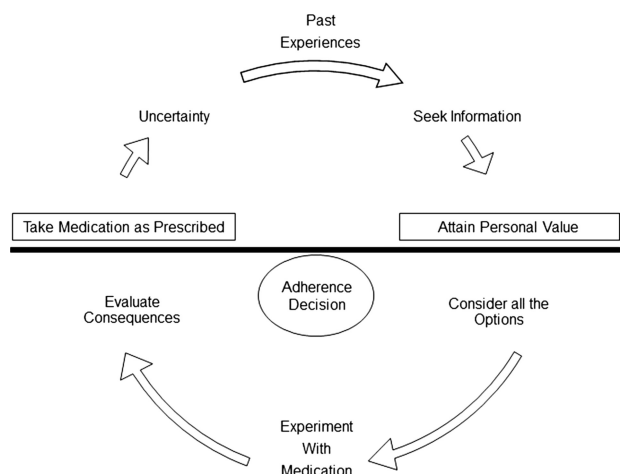 Past
Experiences
Uncertainty
Seek Information
Take Medication as Prescribed
Attain Personal Value
Adherence
Decision
Evaluate
Consequences
Consider all the
Options
Experiment
With
Medication